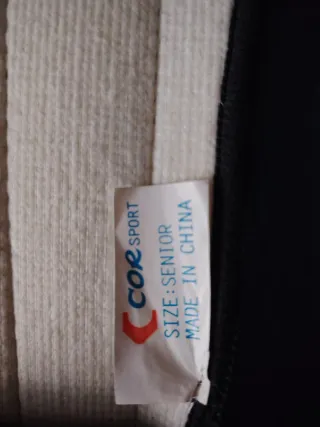 COR SPORT
SIZE:SENIOR
MADE IN CHINA